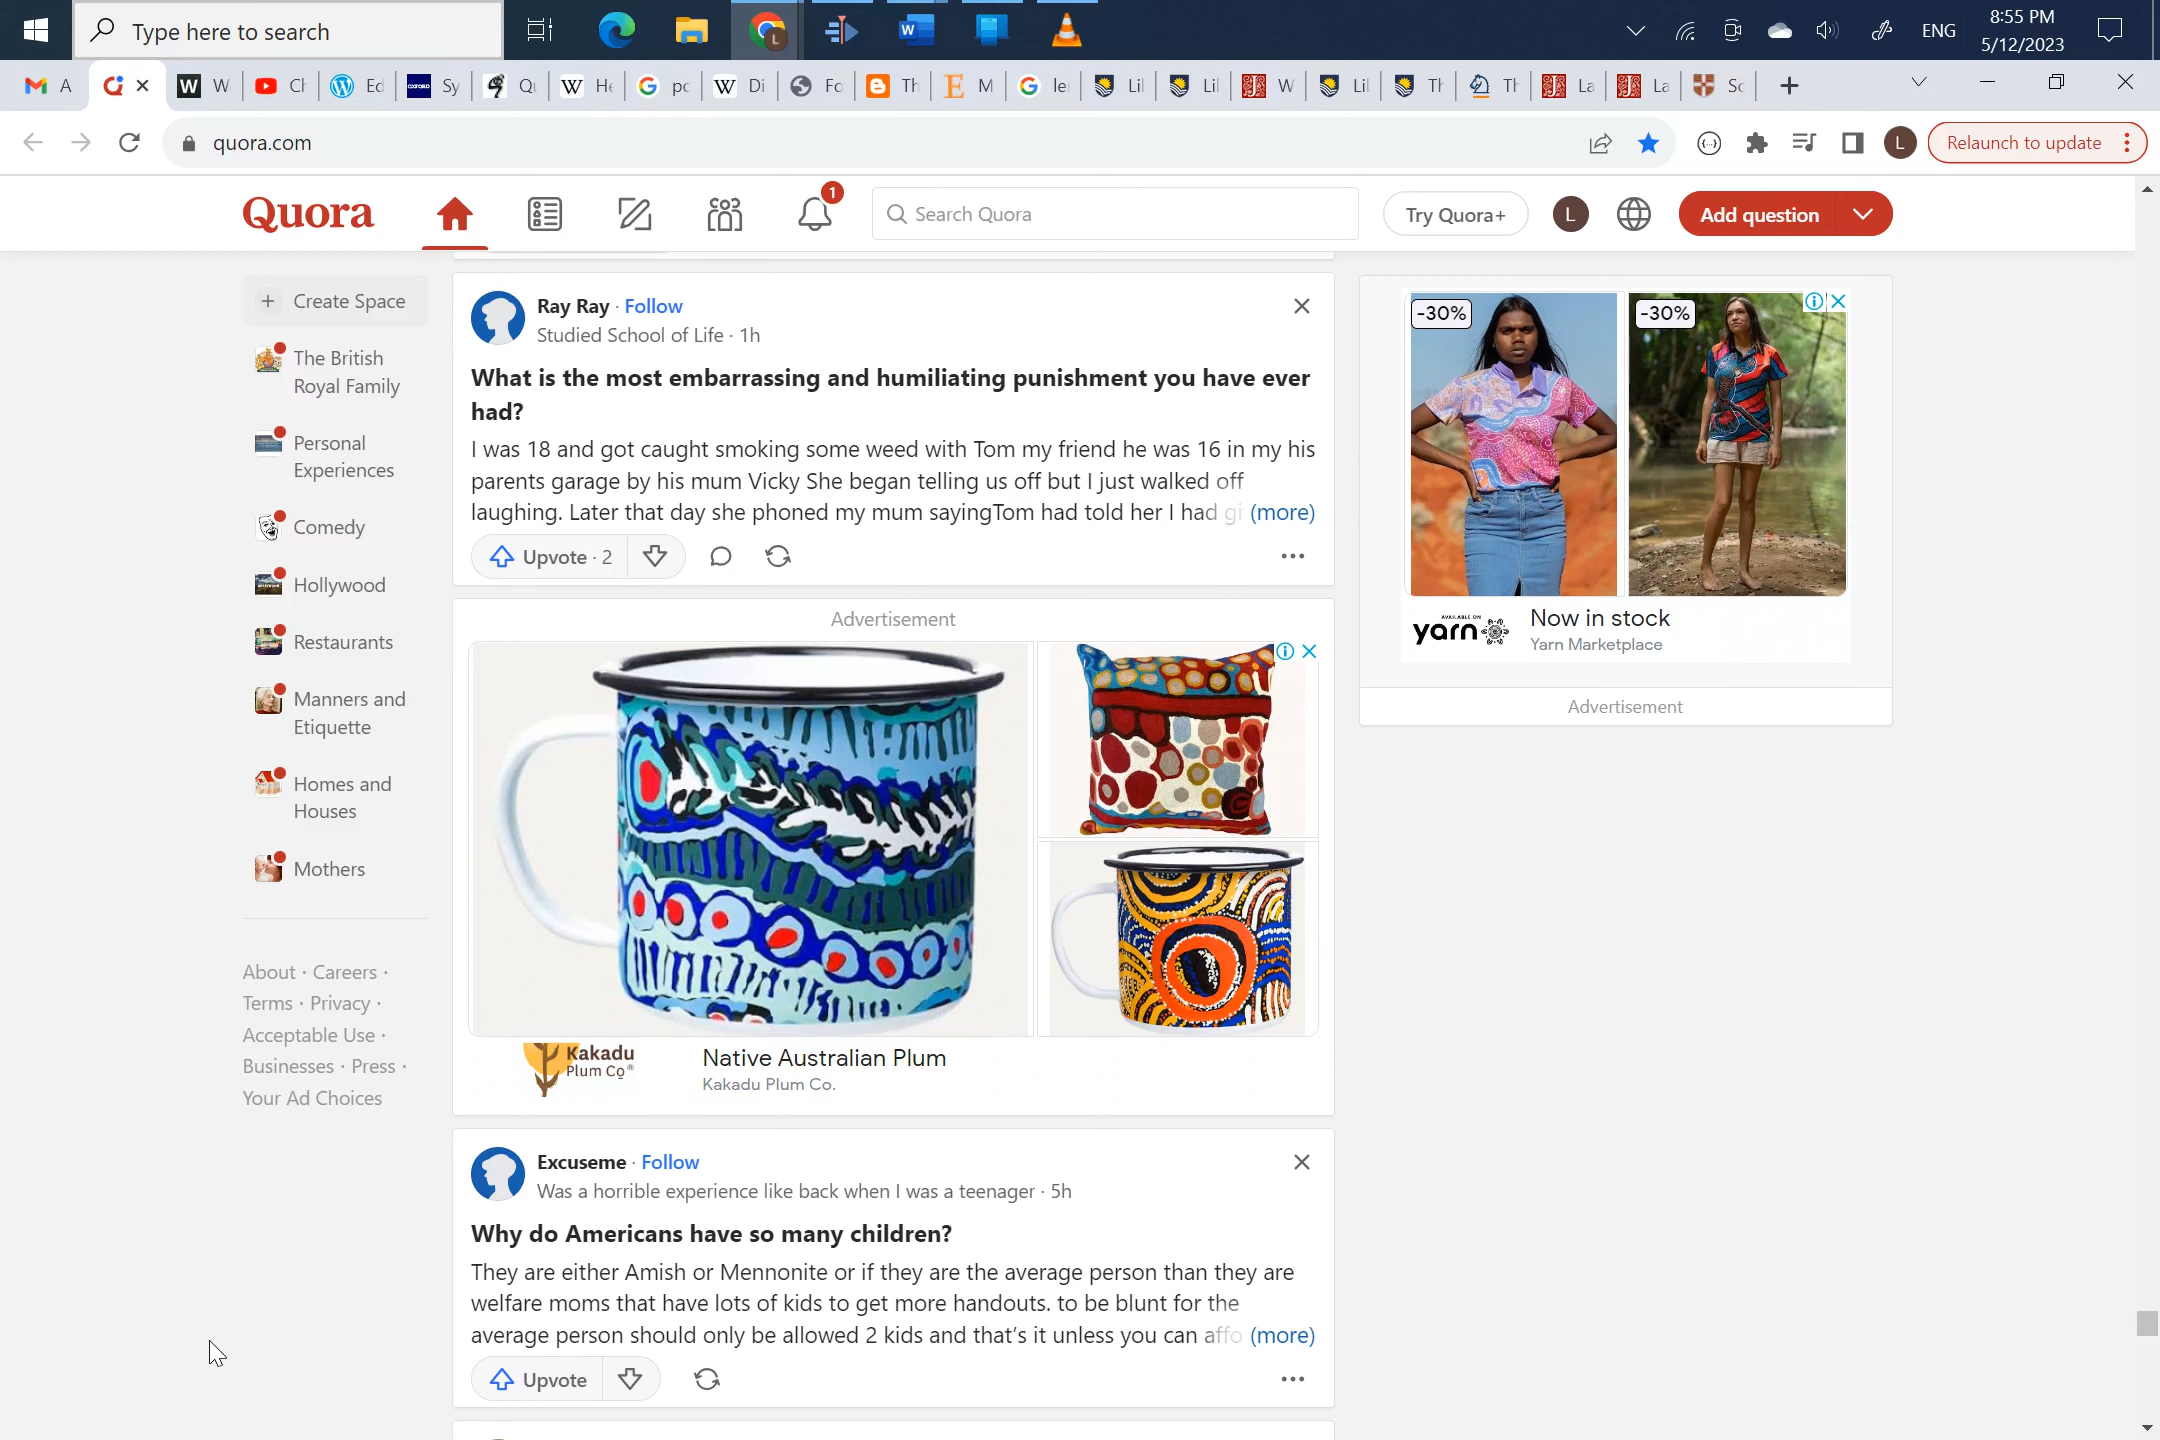 Type here to search
ENG
8:55 PM
5/12/2023
quora.com
Relaunch to update
Quora
1
Search Quora
Try Quora+
L
Add question
Create Space
The British
Royal Family
Personal
Experiences
Comedy
Hollywood
Restaurants
Manners and
Etiquette
Homes and
Houses
Mothers
About · Careers ·
Terms · Privacy ·
Acceptable Use ·
Businesses · Press ·
Your Ad Choices
Ray Ray · Follow
Studied School of Life · 1h
What is the most embarrassing and humiliating punishment you have ever
had?
I was 18 and got caught smoking some weed with Tom my friend he was 16 in my his
parents garage by his mum Vicky She began telling us off but I just walked off
laughing. Later that day she phoned my mum sayingTom had told her I had gi (more)
Upvote · 2
Advertisement
Kakadu
Plum Co®
Native Australian Plum
Kakadu Plum Co.
Excuseme · Follow
Was a horrible experience like back when I was a teenager · 5h
Why do Americans have so many children?
They are either Amish or Mennonite or if they are the average person than they are
welfare moms that have lots of kids to get more handouts. to be blunt for the
average person should only be allowed 2 kids and that's it unless you can affo (more)
Upvote
-30%
-30%
AVAILABLE ON
yarn
Now in stock
Yarn Marketplace
Advertisement